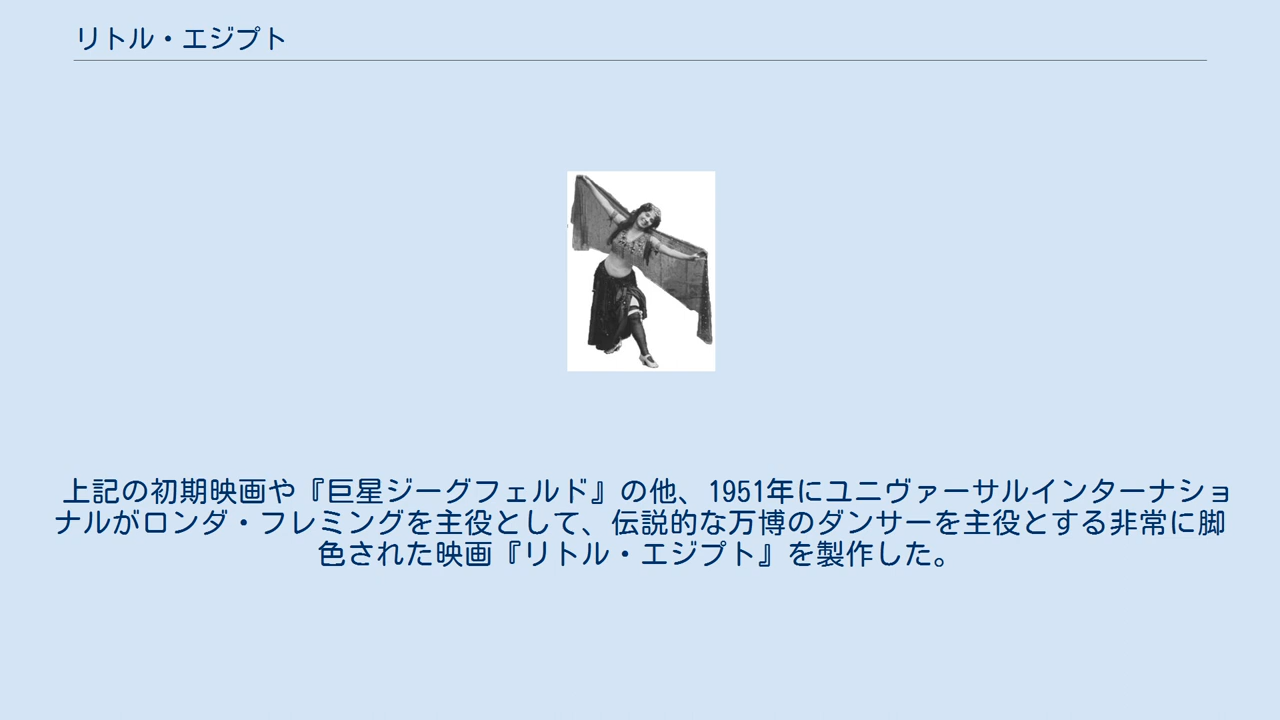 リトル・エジプト
上記の初期映画や『巨星ジーグフェルド』の他、1951年にユニヴァーサルインターナショ
ナルがロンダ・フレミングを主役として、伝説的な万博のダンサーを主役とする非常に脚
色された映画『リトル・エジプト』を製作した。